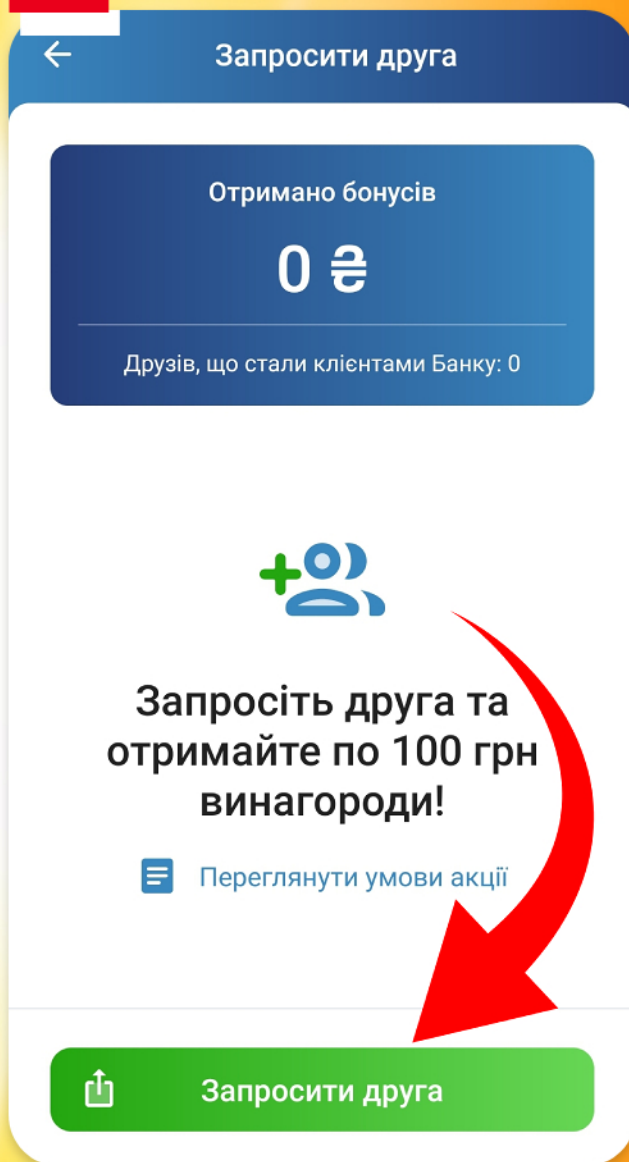 Запросити друга
Отримано бонусів
0 ₴
Друзів, що стали клієнтами Банку: 0
Запросіть друга та
отримайте по 100 грн
винагороди!
Переглянути умови акції
Запросити друга